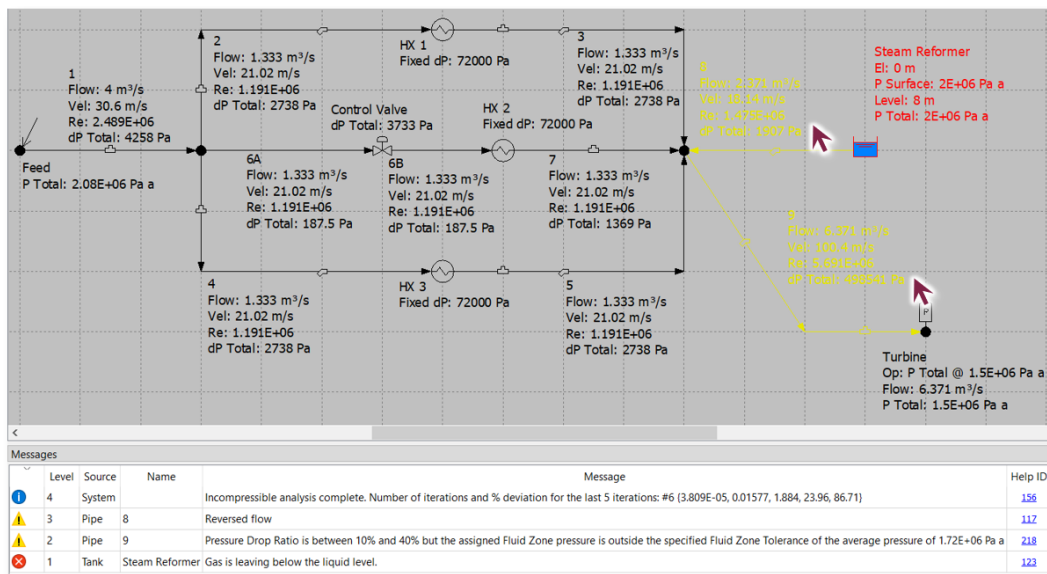 1
Flow: 4 m³/s
Vel: 30.6 m/s
Re: 2.489E+06
dP Total: 4258 Pa
Feed
P Total: 2.08E+06 Pa a
2
Flow: 1.333 m³/s
Vel: 21.02 m/s
Re: 1.191E+06
dP Total: 2738 Pa
HX 1
Fixed dP: 72000 Pa
3
Flow: 1.333 m³/s
Vel: 21.02 m/s
Re: 1.191E+06
dP Total: 2738 Pa
Control Valve
dP Total: 3733 Pa
HX 2
Fixed dP: 72000 Pa
6A
Flow: 1.333 m³/s
Vel: 21.02 m/s
Re: 1.191E+06
dP Total: 187.5 Pa
6B
Flow: 1.333 m³/s
Vel: 21.02 m/s
Re: 1.191E+06
dP Total: 187.5 Pa
7
Flow: 1.333 m³/s
Vel: 21.02 m/s
Re: 1.191E+06
dP Total: 1369 Pa
4
Flow: 1.333 m³/s
Vel: 21.02 m/s
Re: 1.191E+06
dP Total: 2738 Pa
HX 3
Fixed dP: 72000 Pa
5
Flow: 1.333 m³/s
Vel: 21.02 m/s
Re: 1.191E+06
dP Total: 2738 Pa
8
Flow: 2.371 m³/s
Vel: 18.14 m/s
Re: 1.475E+06
dP Total: 1907 Pa
Steam Reformer
El: 0 m
P Surface: 2E+06 Pa a
Level: 8 m
P Total: 2E+06 Pa a
9
Flow: 6.371 m³/s
Vel: 100.4 m/s
Re: 5.691E+06
dP Total: 498541 Pa
P
Turbine
Op: P Total @ 1.5E+06 Pa a
Flow: 6.371 m³/s
P Total: 1.5E+06 Pa a
Messages
Level Source Name Message Help ID
4 System Incompressible analysis complete. Number of iterations and % deviation for the last 5 iterations: #6 {3.809E-05, 0.01577, 1.884, 23.96, 86.71} 156
3 Pipe 8 Reversed flow 117
2 Pipe 9 Pressure Drop Ratio is between 10% and 40% but the assigned Fluid Zone pressure is outside the specified Fluid Zone Tolerance of the average pressure of 1.72E+06 Pa a 218
1 Tank Steam Reformer Gas is leaving below the liquid level. 123